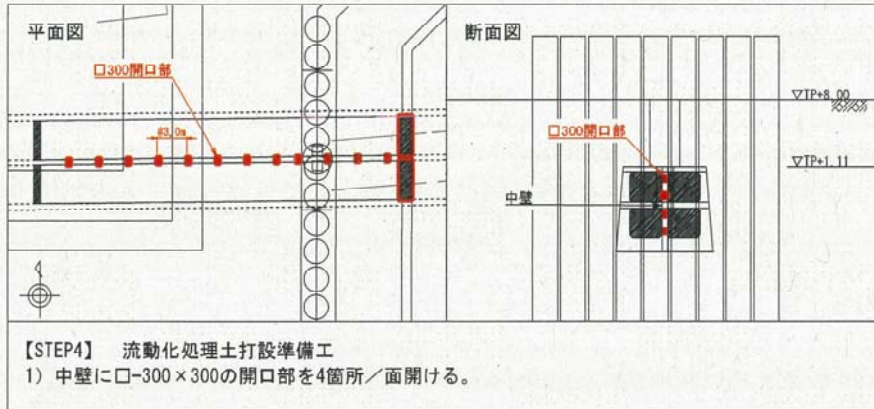 平面図
□300開口部
@3,0m
断面図
□300開口部
中壁
▽TP+8,00
▽TP+1.11
【STEP4】 流動化処理土打設準備工
1) 中壁に□-300×300の開口部を4箇所／面開ける。